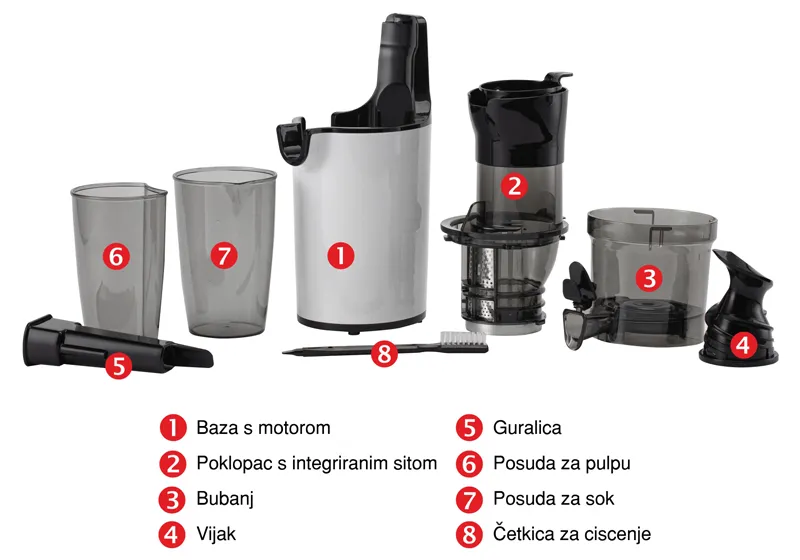 6
7
1
2
3
4
5
8
1 Baza s motorom
2 Poklopac s integriranim sitom
3 Bubanj
4 Vijak
5 Guralica
6 Posuda za pulpu
7 Posuda za sok
8 Četkica za ciscenje